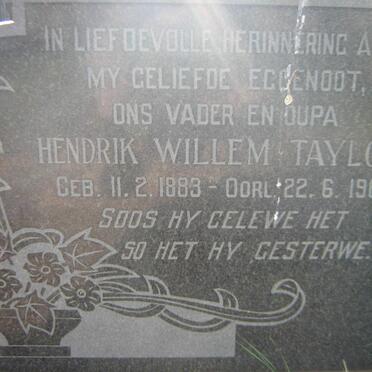 IN LIEFDEVOLLE HERINNERING A
MY GELIEFDE EGGENOOT,
ONS VADER EN OUPA
HENDRIK WILLEM TAYLO
GEB. 11.2.1883 - OORL. 22.6.19
SOOS HY GELEWE HET
SO HET HY GESTERWE.